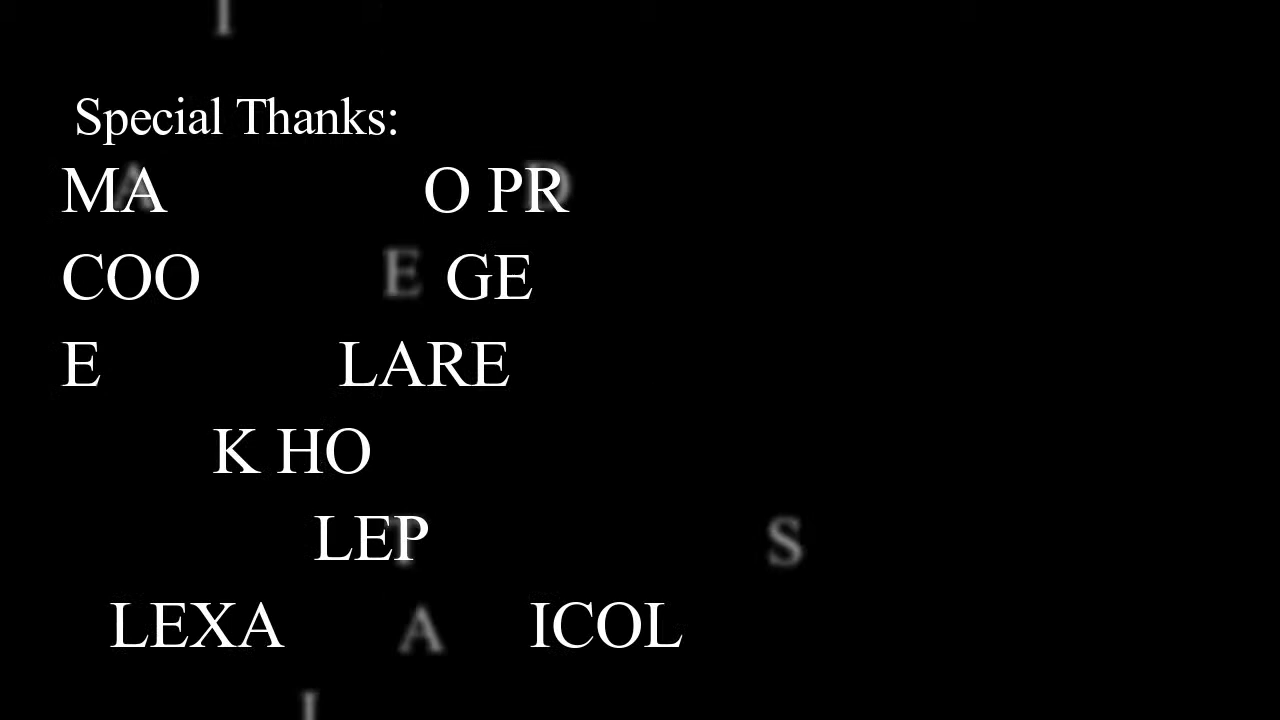 I
Special Thanks:
MA O PR
COO E GE
E LARE
K HO
LEP S
LEXA A ICOL